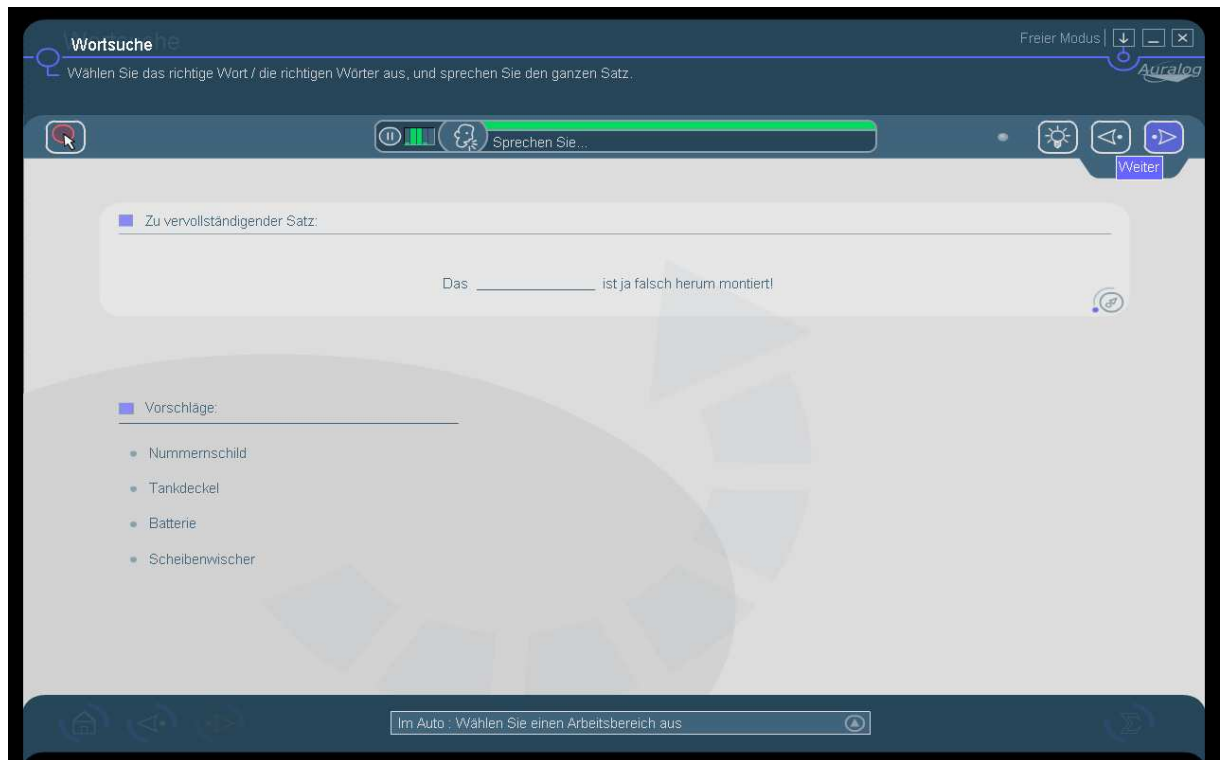 Wortsuche
Freier Modus
Wählen Sie das richtige Wort / die richtigen Wörter aus, und sprechen Sie den ganzen Satz.
Auralog
Sprechen Sie...
Weiter
Zu vervollständigender Satz:
Das ______________ ist ja falsch herum montiert!
Vorschläge:
Nummernschild
Tankdeckel
Batterie
Scheibenwischer
Im Auto : Wählen Sie einen Arbeitsbereich aus